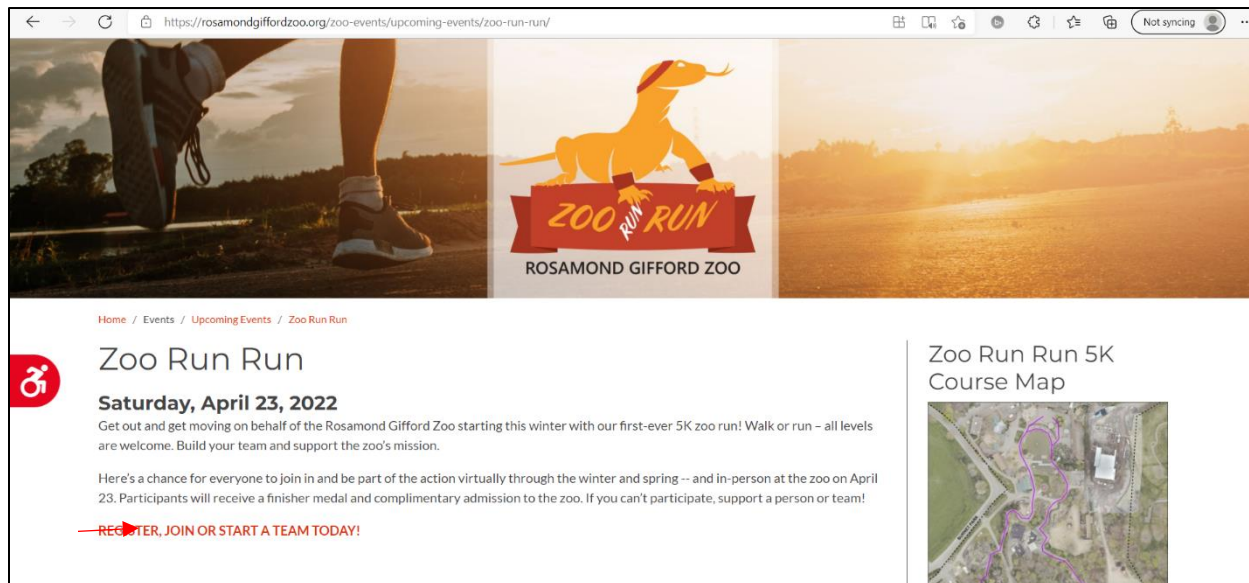 https://rosamondgiffordzoo.org/zoo-events/upcoming-events/zoo-run-run/
Not syncing
ZOO RUN RUN
ROSAMOND GIFFORD ZOO
Home / Events / Upcoming Events / Zoo Run Run
Zoo Run Run
Saturday, April 23, 2022
Get out and get moving on behalf of the Rosamond Gifford Zoo starting this winter with our first-ever 5K zoo run! Walk or run – all levels
are welcome. Build your team and support the zoo's mission.
Here's a chance for everyone to join in and be part of the action virtually through the winter and spring -- and in-person at the zoo on April
23. Participants will receive a finisher medal and complimentary admission to the zoo. If you can't participate, support a person or team!
REGISTER, JOIN OR START A TEAM TODAY!
Zoo Run Run 5K
Course Map
BURNET PARK